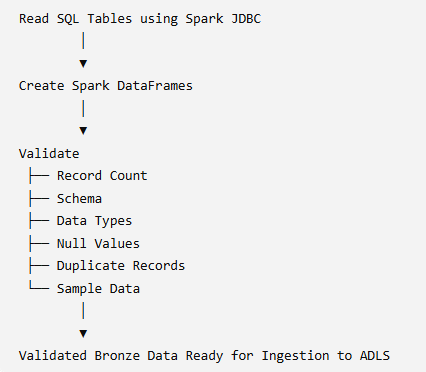 Read SQL Tables using Spark JDBC
Create Spark DataFrames
Validate
├── Record Count
├── Schema
├── Data Types
├── Null Values
├── Duplicate Records
└── Sample Data
Validated Bronze Data Ready for Ingestion to ADLS